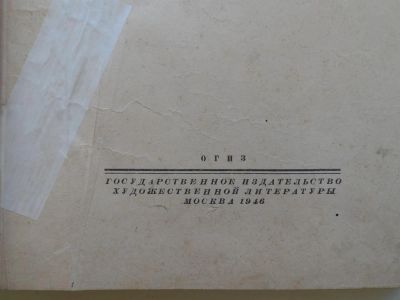 ОГИЗ
ГОСУДАРСТВЕННОЕ ИЗДАТЕЛЬСТВО
ХУДОЖЕСТВЕННОЙ ЛИТЕРАТУРЫ
МОСКВА 1946